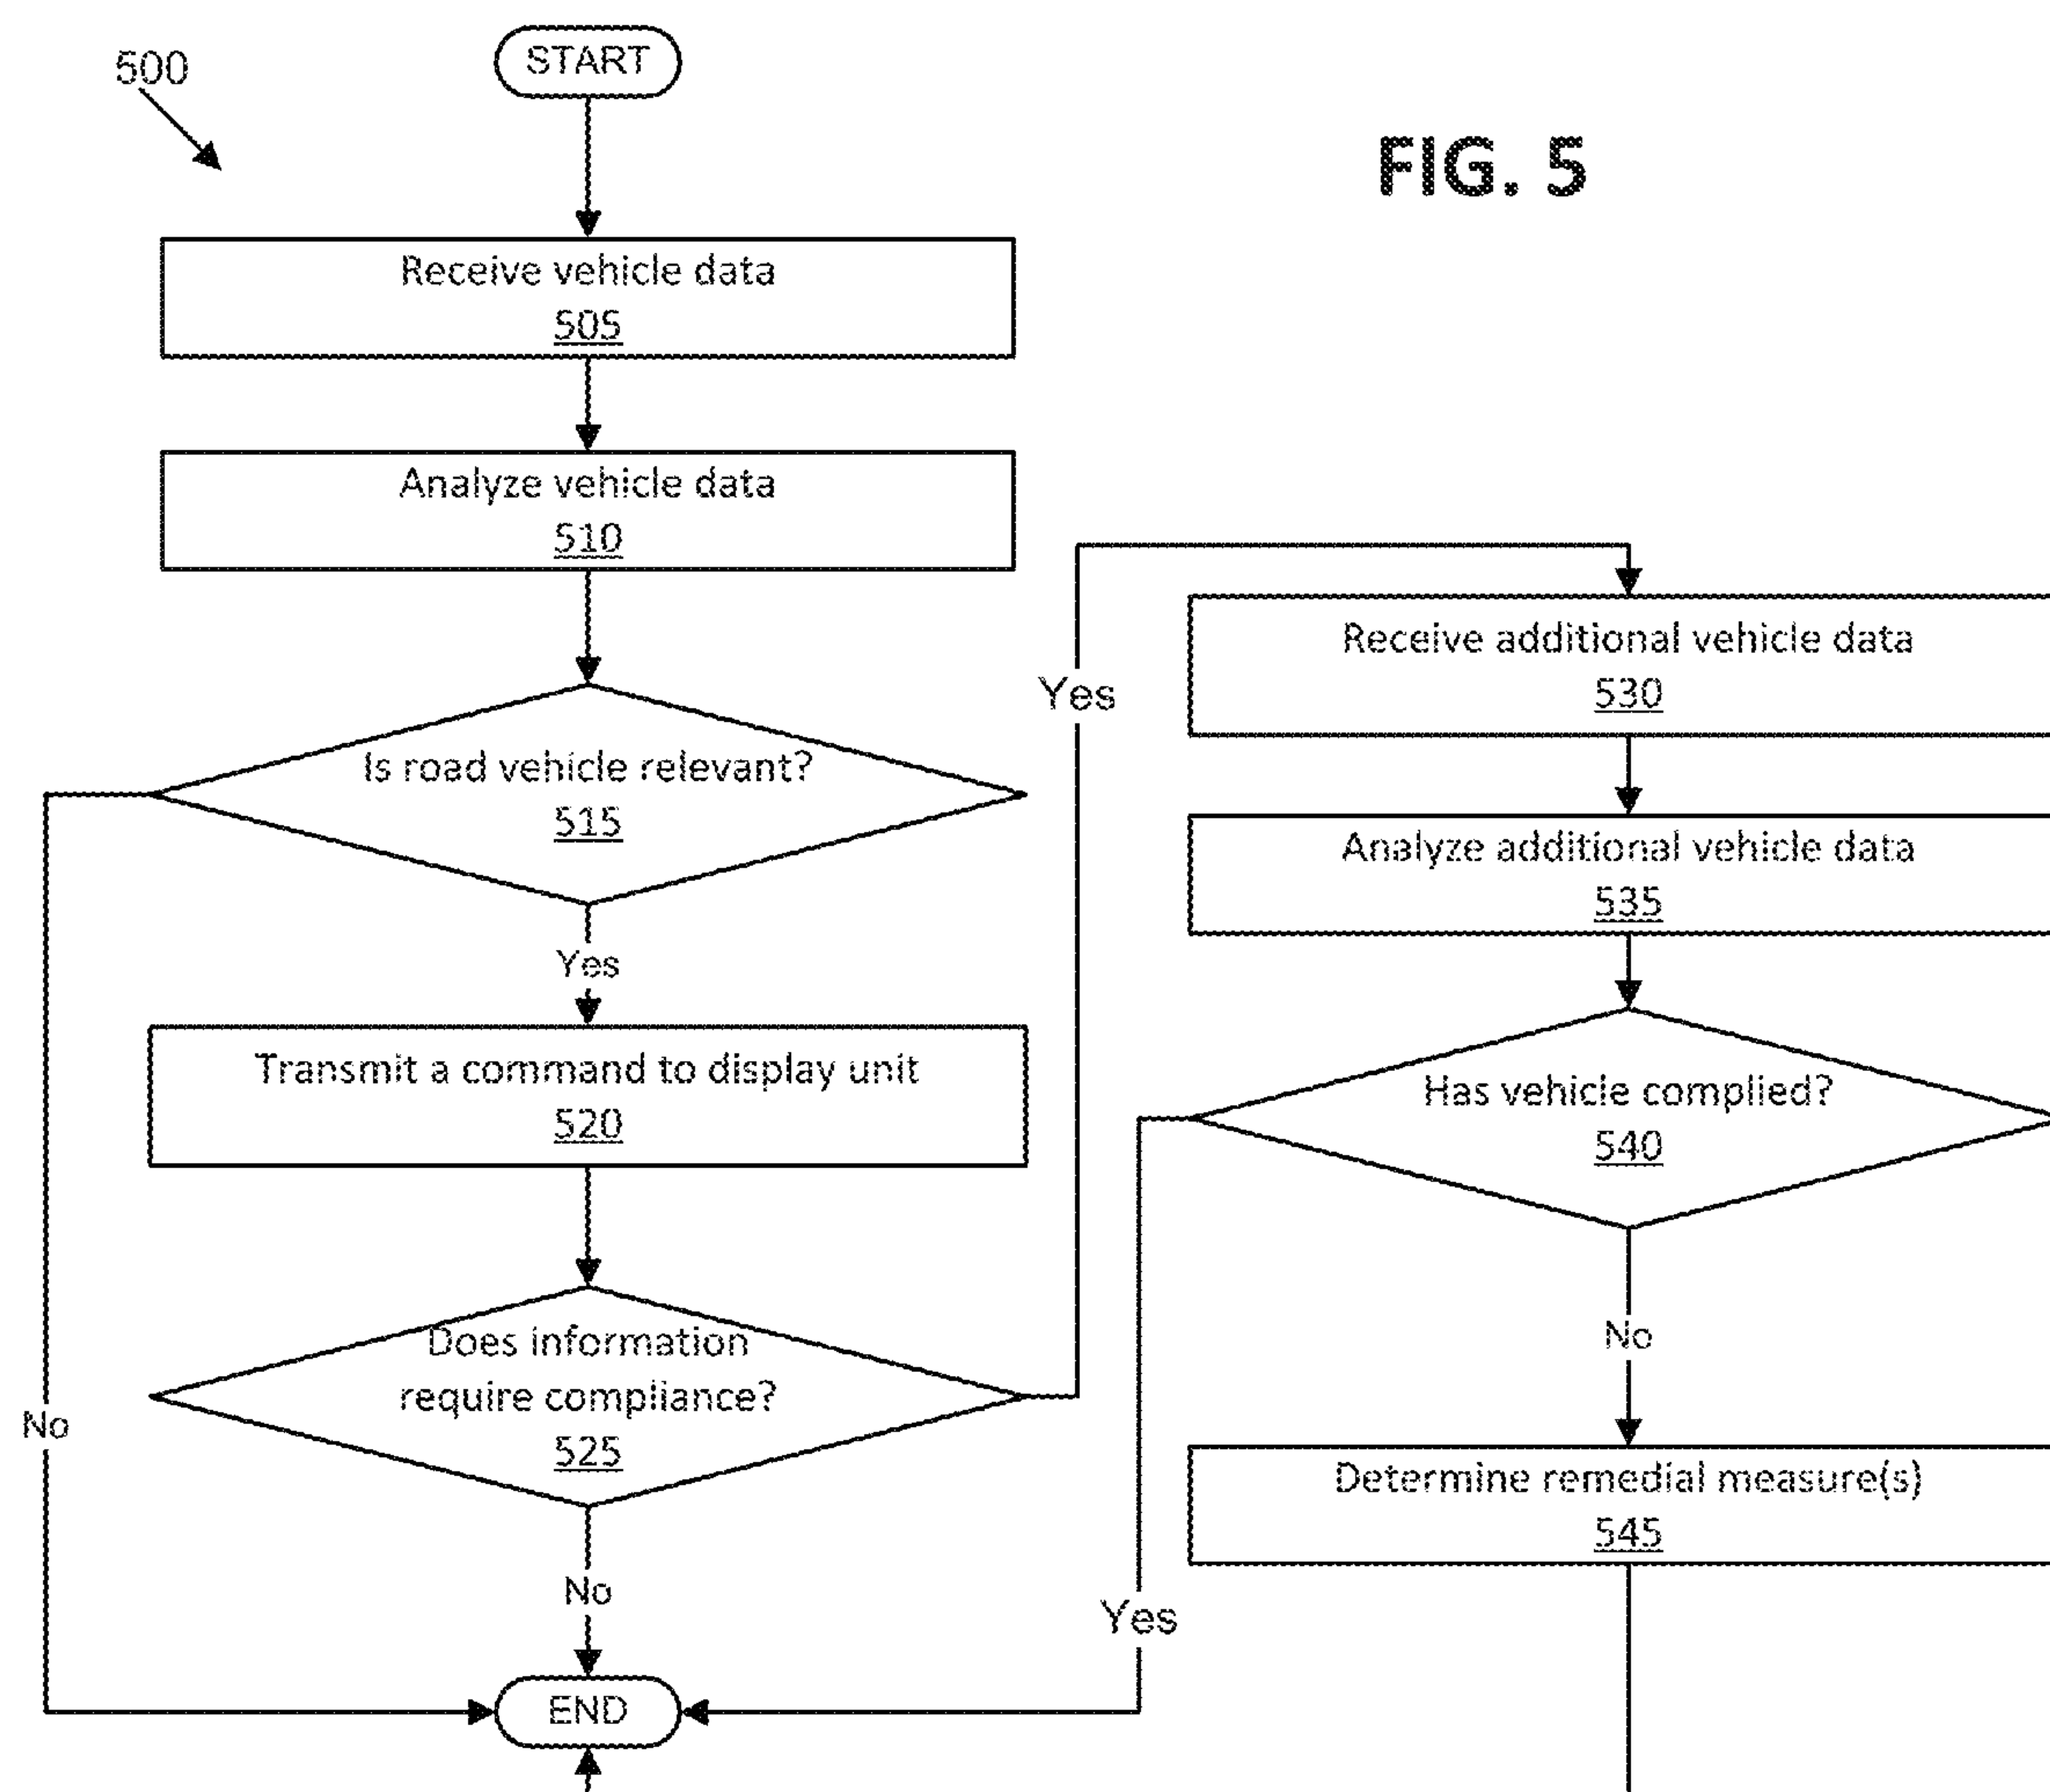 500
START
FIG. 5
Receive vehicle data
505
Analyze vehicle data
510
Is road vehicle relevant?
515
Yes
Transmit a command to display unit
520
Does information
require compliance?
525
No
No
END
Yes
Receive additional vehicle data
530
Analyze additional vehicle data
535
Has vehicle complied?
540
No
Yes
Determine remedial measure(s)
545